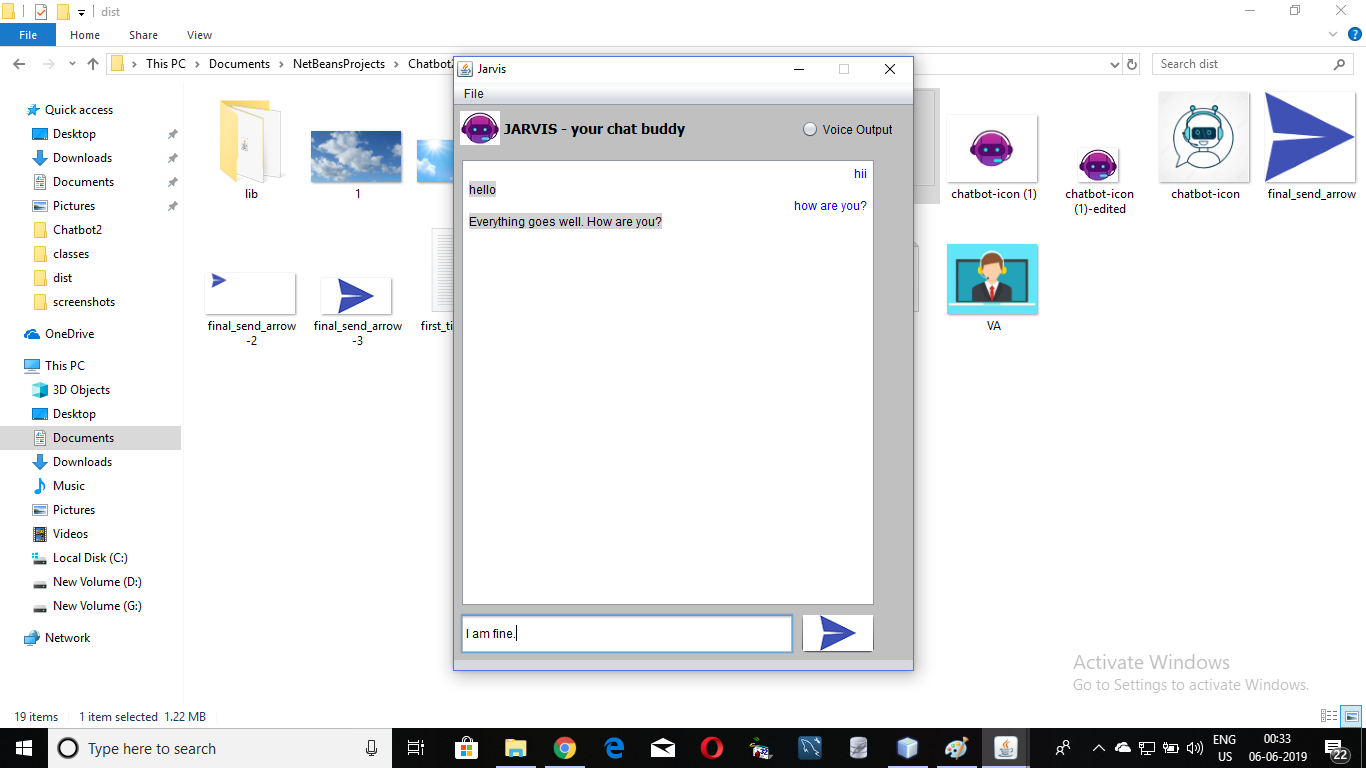 dist
File
Home
Share
View
This PC
Documents
NetBeansProjects
Chatbot2
Search dist
Quick access
Desktop
Downloads
Documents
Pictures
Chatbot2
classes
dist
screenshots
OneDrive
This PC
3D Objects
Desktop
Documents
Downloads
Music
Pictures
Videos
Local Disk (C:)
New Volume (D:)
New Volume (G:)
Network
lib
1
chatbot-icon (1)
chatbot-icon
(1)-edited
chatbot-icon
final_send_arrow
final_send_arrow
-2
final_send_arrow
-3
first_ti
VA
Jarvis
File
JARVIS - your chat buddy
Voice Output
hii
hello
how are you?
Everything goes well. How are you?
I am fine.
Activate Windows
Go to Settings to activate Windows.
19 items
1 item selected 1.22 MB
Type here to search
ENG
US
00:33
06-06-2019
22